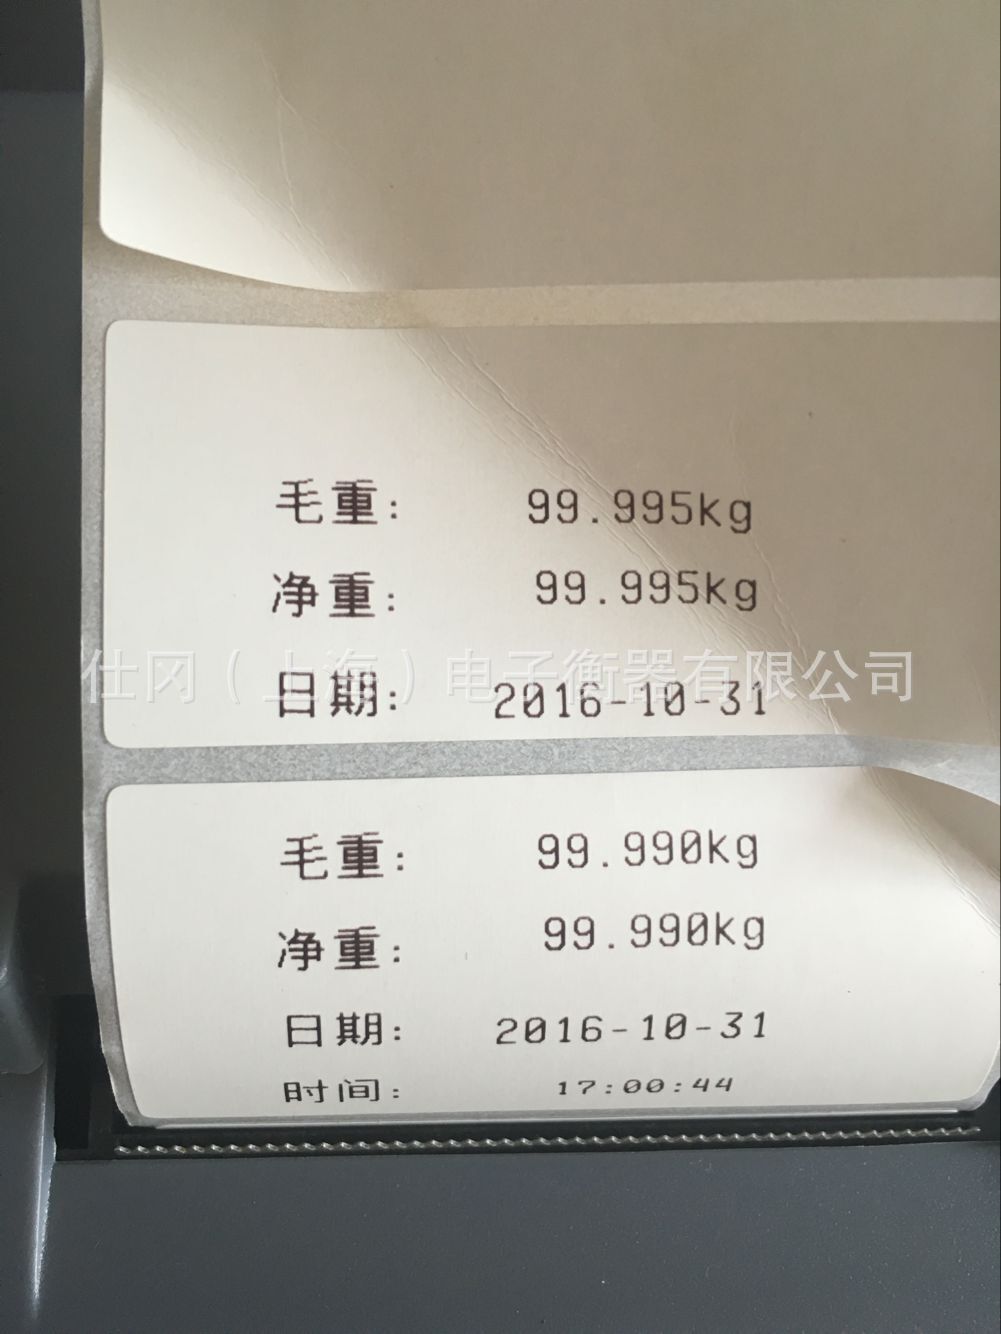 毛重: 99.995kg
净重: 99.995kg
仕冈（上海）电子衡器有限公司
日期: 2016-10-31
毛重: 99.990kg
净重: 99.990kg
日期: 2016-10-31
时间: 17:00:44